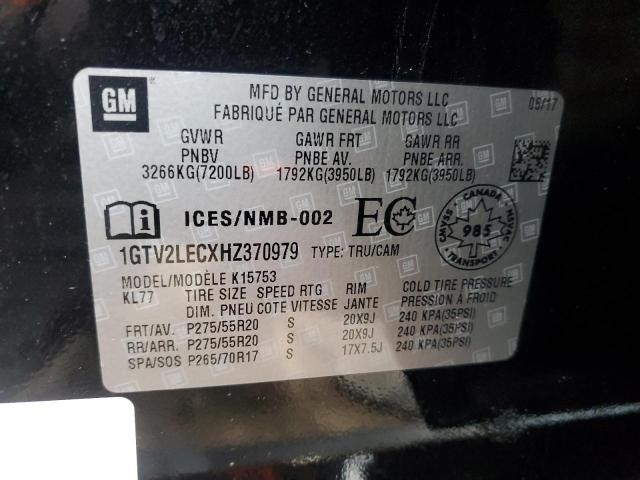 GM
MFD BY GENERAL MOTORS LLC 05/17
FABRIQUÉ PAR GENERAL MOTORS LLC
GVWR GAWR FRT GAWR RR
PNBV PNBE AV. PNBE ARR.
3266KG(7200LB) 1792KG(3950LB) 1792KG(3950LB)
i ICES/NMB-002 EC CANADA CMVSS 985 NSVAC
1GTV2LECXHZ370979 TYPE: TRU/CAM
MODEL/MODÈLE K15753
KL77 TIRE SIZE SPEED RTG RIM COLD TIRE PRESSURE
DIM. PNEU COTE VITESSE JANTE PRESSION A FROID
FRT/AV. P275/55R20 S 20X9J 240 KPA(35PSI)
RR/ARR. P275/55R20 S 20X9J 240 KPA(35PSI)
SPA/SOS P265/70R17 S 17X7.5J 240 KPA(35PSI)